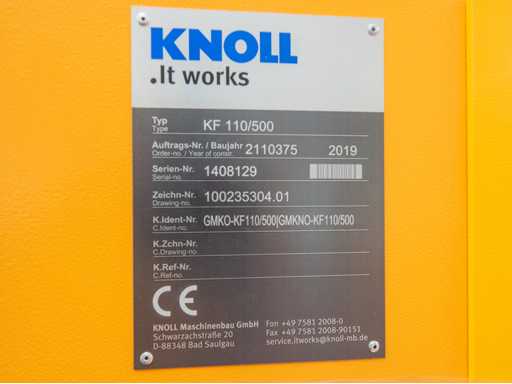 KNOLL
.It works
Typ KF 110/500
Type
Auftrags-Nr. / Baujahr 2110375 2019
Order-no. / Year of constr.
Serien-Nr. 1408129
Serial-no.
Zeichn-Nr. 100235304.01
Drawing-no.
K.Ident-Nr. GMKO-KF110/500|GMKNO-KF110/500
C.Ident-no.
K.Zchn-Nr.
C.Drawing-no.
K.Ref-Nr.
C.Ref-no.
CE
KNOLL Maschinenbau GmbH Fon +49 7581 2008-0
Schwarzachstraße 20 Fax +49 7581 2008-90151
D-88348 Bad Saulgau service.itworks@knoll-mb.de